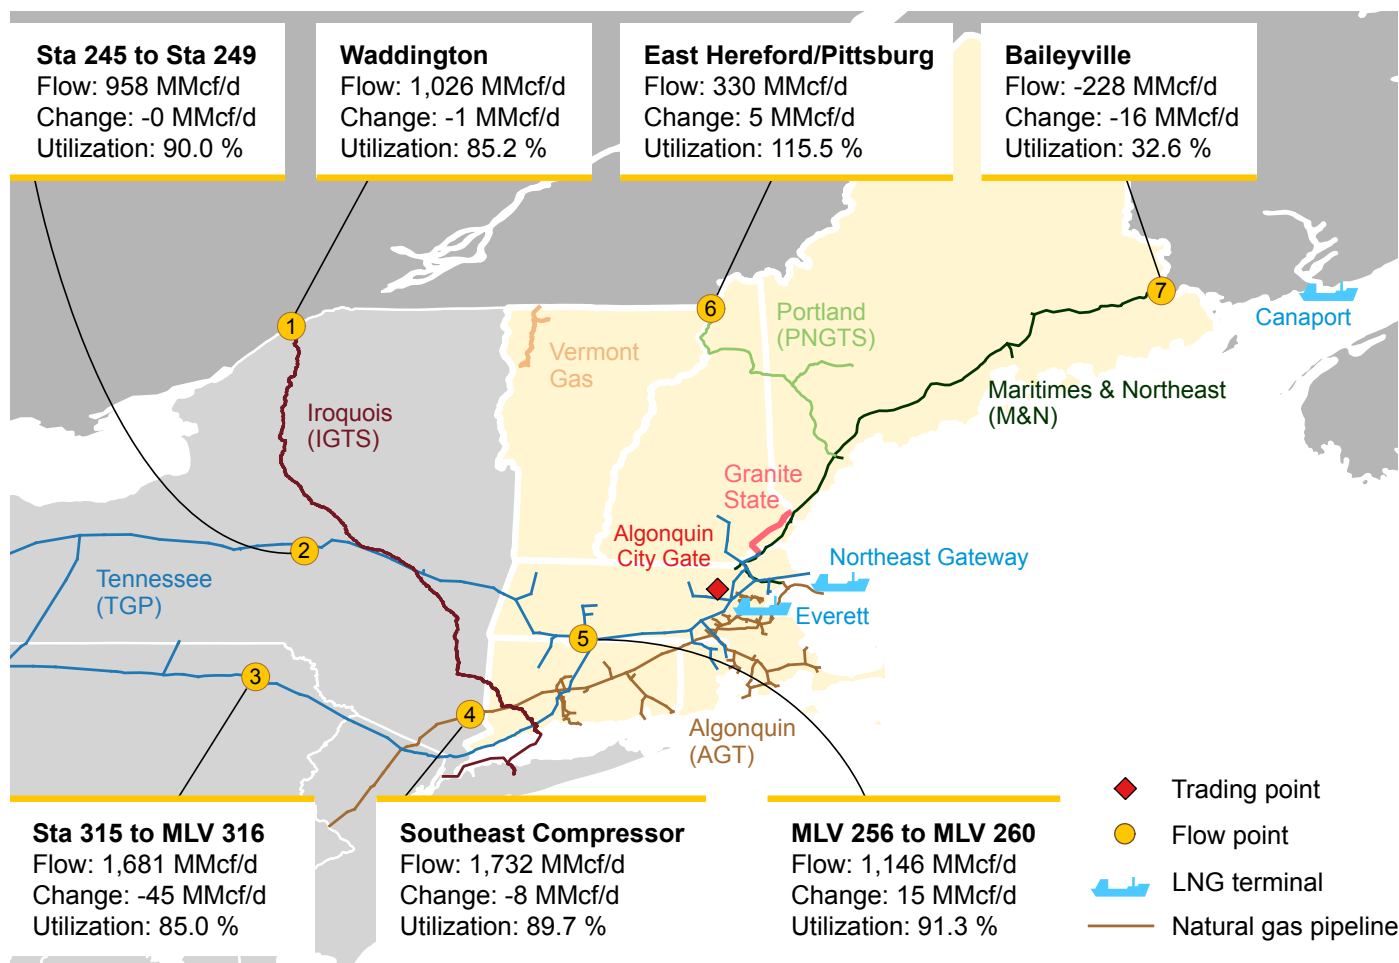 Sta 245 to Sta 249
Flow: 958 MMcf/d
Change: -0 MMcf/d
Utilization: 90.0 %
Waddington
Flow: 1,026 MMcf/d
Change: -1 MMcf/d
Utilization: 85.2 %
East Hereford/Pittsburg
Flow: 330 MMcf/d
Change: 5 MMcf/d
Utilization: 115.5 %
Baileyville
Flow: -228 MMcf/d
Change: -16 MMcf/d
Utilization: 32.6 %
1
6
7
Canaport
Portland
(PNGTS)
Vermont
Gas
Iroquois
(IGTS)
Maritimes & Northeast
(M&N)
Granite
State
Algonquin
City Gate
2
Northeast Gateway
Tennessee
(TGP)
Everett
5
3
4
Algonquin
(AGT)
Sta 315 to MLV 316
Flow: 1,681 MMcf/d
Change: -45 MMcf/d
Utilization: 85.0 %
Southeast Compressor
Flow: 1,732 MMcf/d
Change: -8 MMcf/d
Utilization: 89.7 %
MLV 256 to MLV 260
Flow: 1,146 MMcf/d
Change: 15 MMcf/d
Utilization: 91.3 %
Trading point
Flow point
LNG terminal
Natural gas pipeline